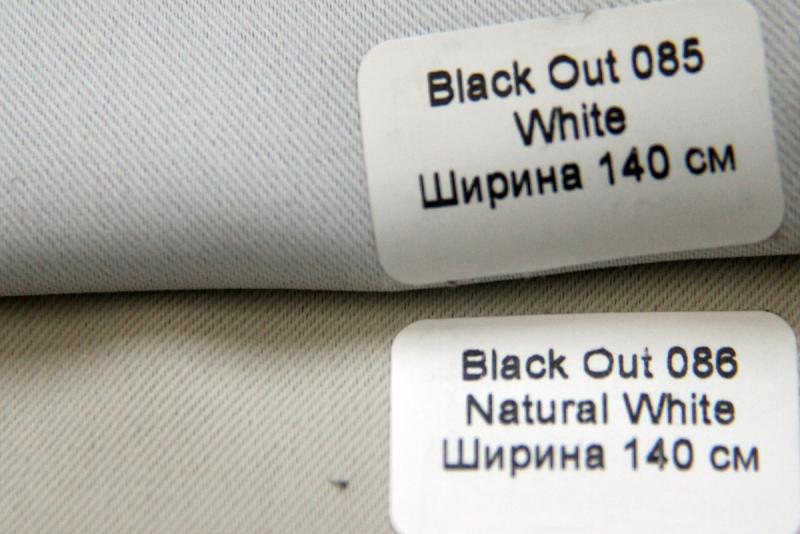 Black Out 085
White
Ширина 140 см
Black Out 086
Natural White
Ширина 140 см